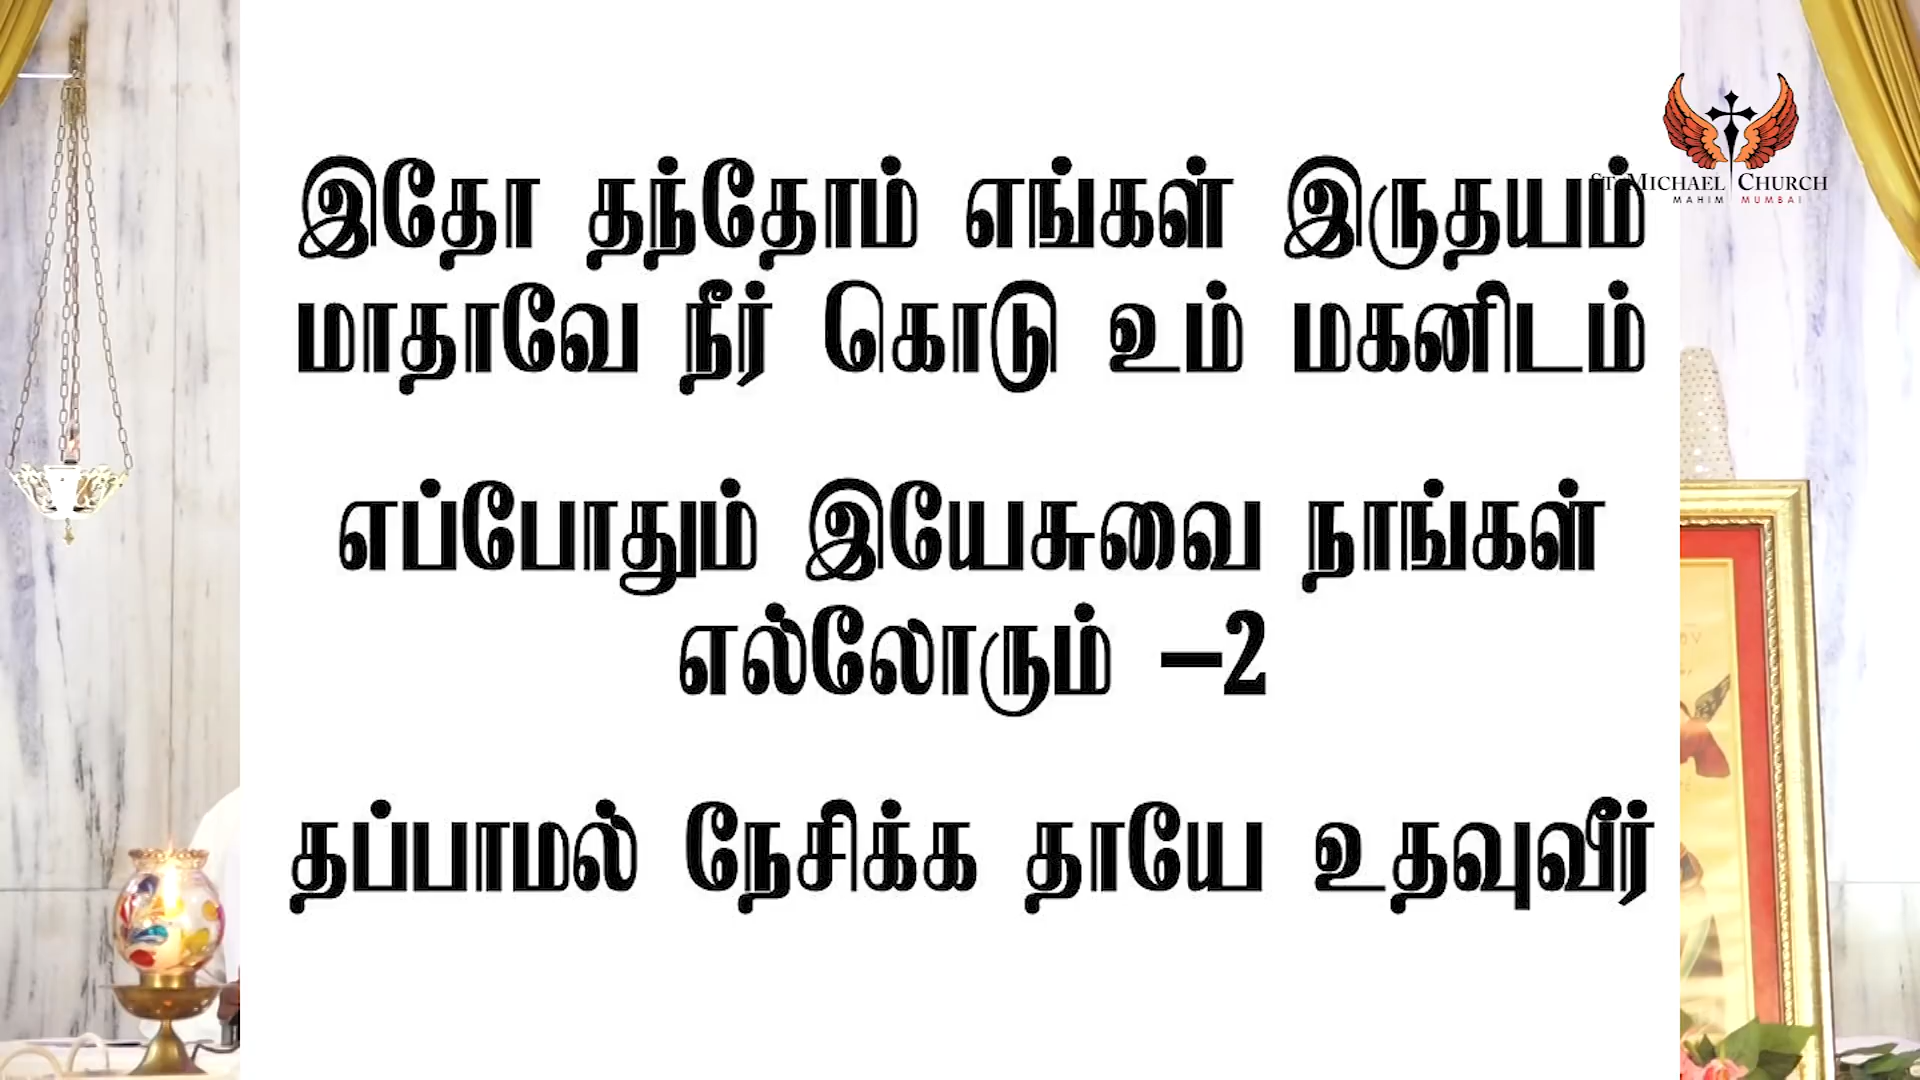 இதோ தந்தோம் எங்கள் இருதயம்
ST. MICHAEL CHURCH
MAHIM MUMBAI
மாதாவே நீர் கொடு உம் மகனிடம்
எப்போதும் இயேசுவை நாங்கள்
எல்லோரும் –2
தப்பாமல் நேசிக்க தாயே உதவுவீர்